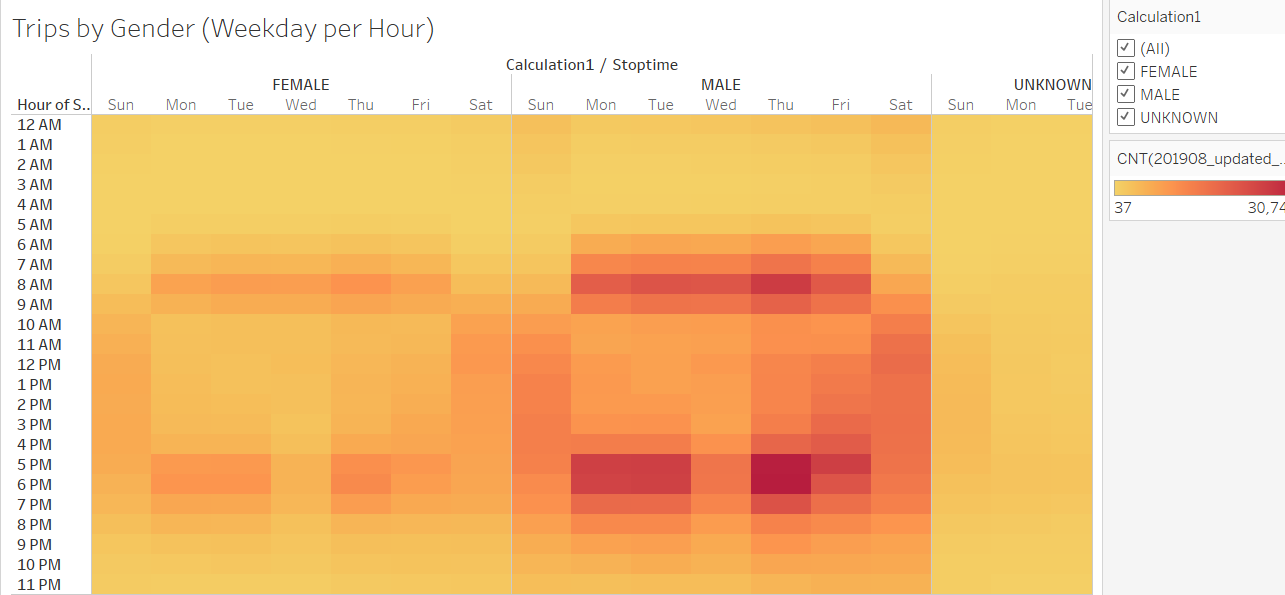 Trips by Gender (Weekday per Hour)
Calculation1 / Stoptime
FEMALE MALE UNKNOWN
Hour of S.. Sun Mon Tue Wed Thu Fri Sat Sun Mon Tue Wed Thu Fri Sat Sun Mon Tue
12 AM
1 AM
2 AM
3 AM
4 AM
5 AM
6 AM
7 AM
8 AM
9 AM
10 AM
11 AM
12 PM
1 PM
2 PM
3 PM
4 PM
5 PM
6 PM
7 PM
8 PM
9 PM
10 PM
11 PM
Calculation1
(All)
FEMALE
MALE
UNKNOWN
CNT(201908_updated_..
37 30,74